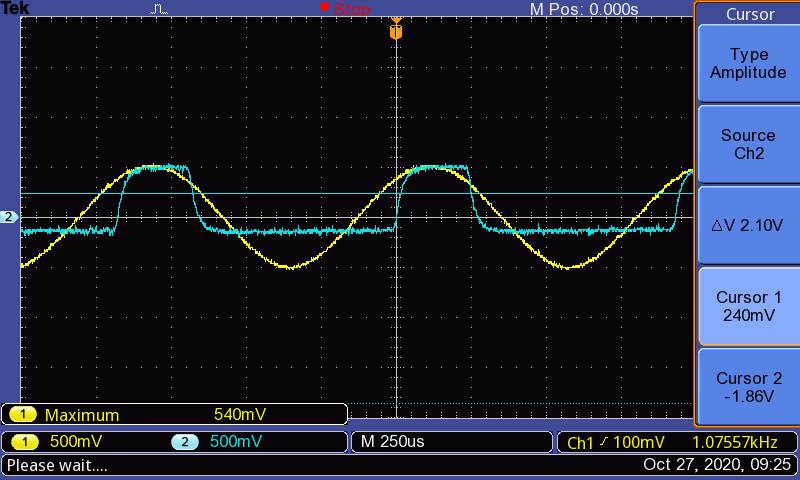 Tek
Stop
M Pos: 0.000s
Cursor
T
Type
Amplitude
Source
Ch2
2
△V 2.10V
Cursor 1
240mV
Cursor 2
-1.86V
1 Maximum 540mV
1 500mV 2 500mV M 250us Ch1 100mV 1.07557kHz
Please wait.... Oct 27, 2020, 09:25